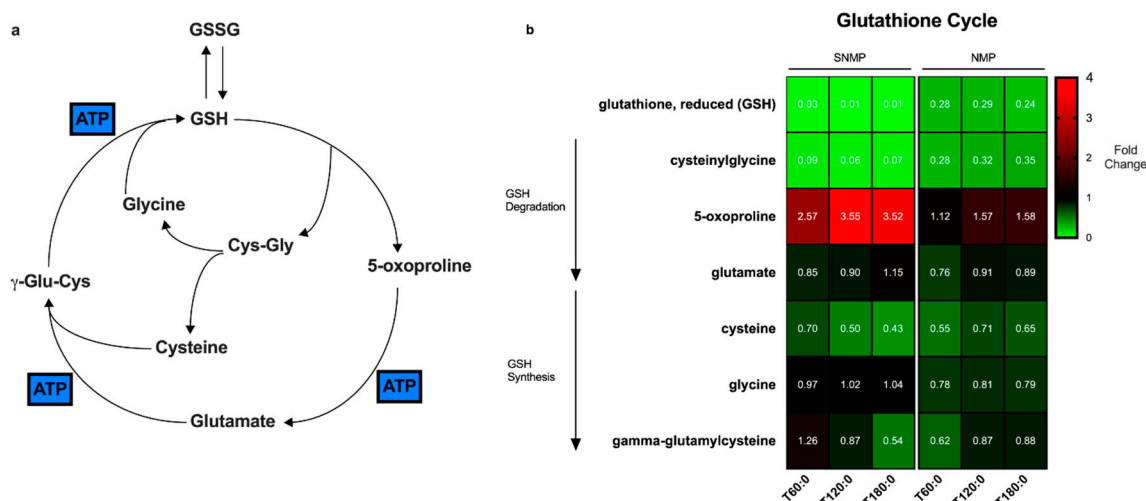 a
GSSG
ATP
GSH
Glycine
Cys-Gly
γ-Glu-Cys
5-oxoproline
Cysteine
ATP
ATP
Glutamate
b
Glutathione Cycle
SNMP NMP
glutathione, reduced (GSH) 0.03 0.01 0.01 0.28 0.29 0.24
cysteinylglycine 0.09 0.06 0.07 0.28 0.32 0.35
5-oxoproline 2.57 3.55 3.52 1.12 1.57 1.58
glutamate 0.85 0.90 1.15 0.76 0.91 0.89
cysteine 0.70 0.50 0.43 0.55 0.71 0.65
glycine 0.97 1.02 1.04 0.78 0.81 0.79
gamma-glutamylcysteine 1.26 0.87 0.54 0.62 0.87 0.88
T60:0 T120:0 T180:0 T60:0 T120:0 T180:0
GSH
Degradation
GSH
Synthesis
4
3
2
1
0
Fold
Change